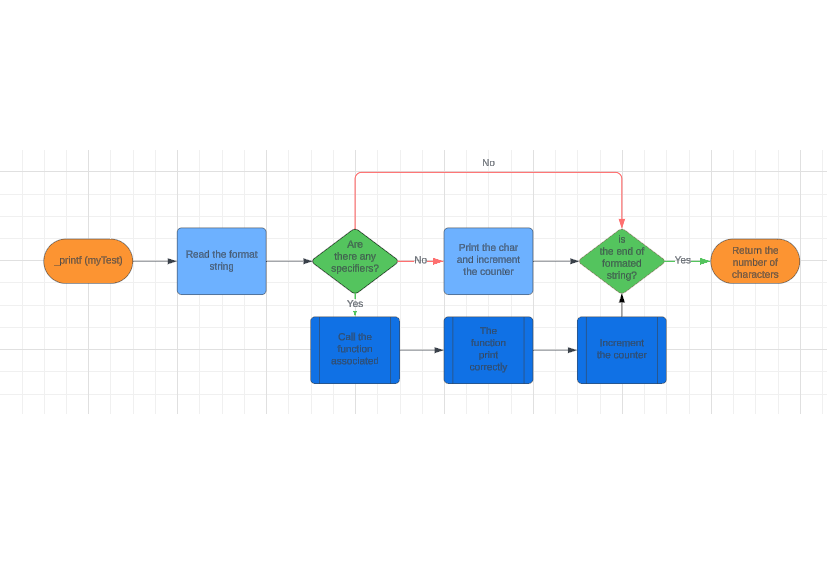 No
_printf (myTest)
Read the format
string
Are
there any
specifiers?
No
Print the char
and increment
the counter
is
the end of
formated
string?
Yes
Return the
number of
characters
Yes
Call the
function
associated
The
function
print
correctly
Increment
the counter